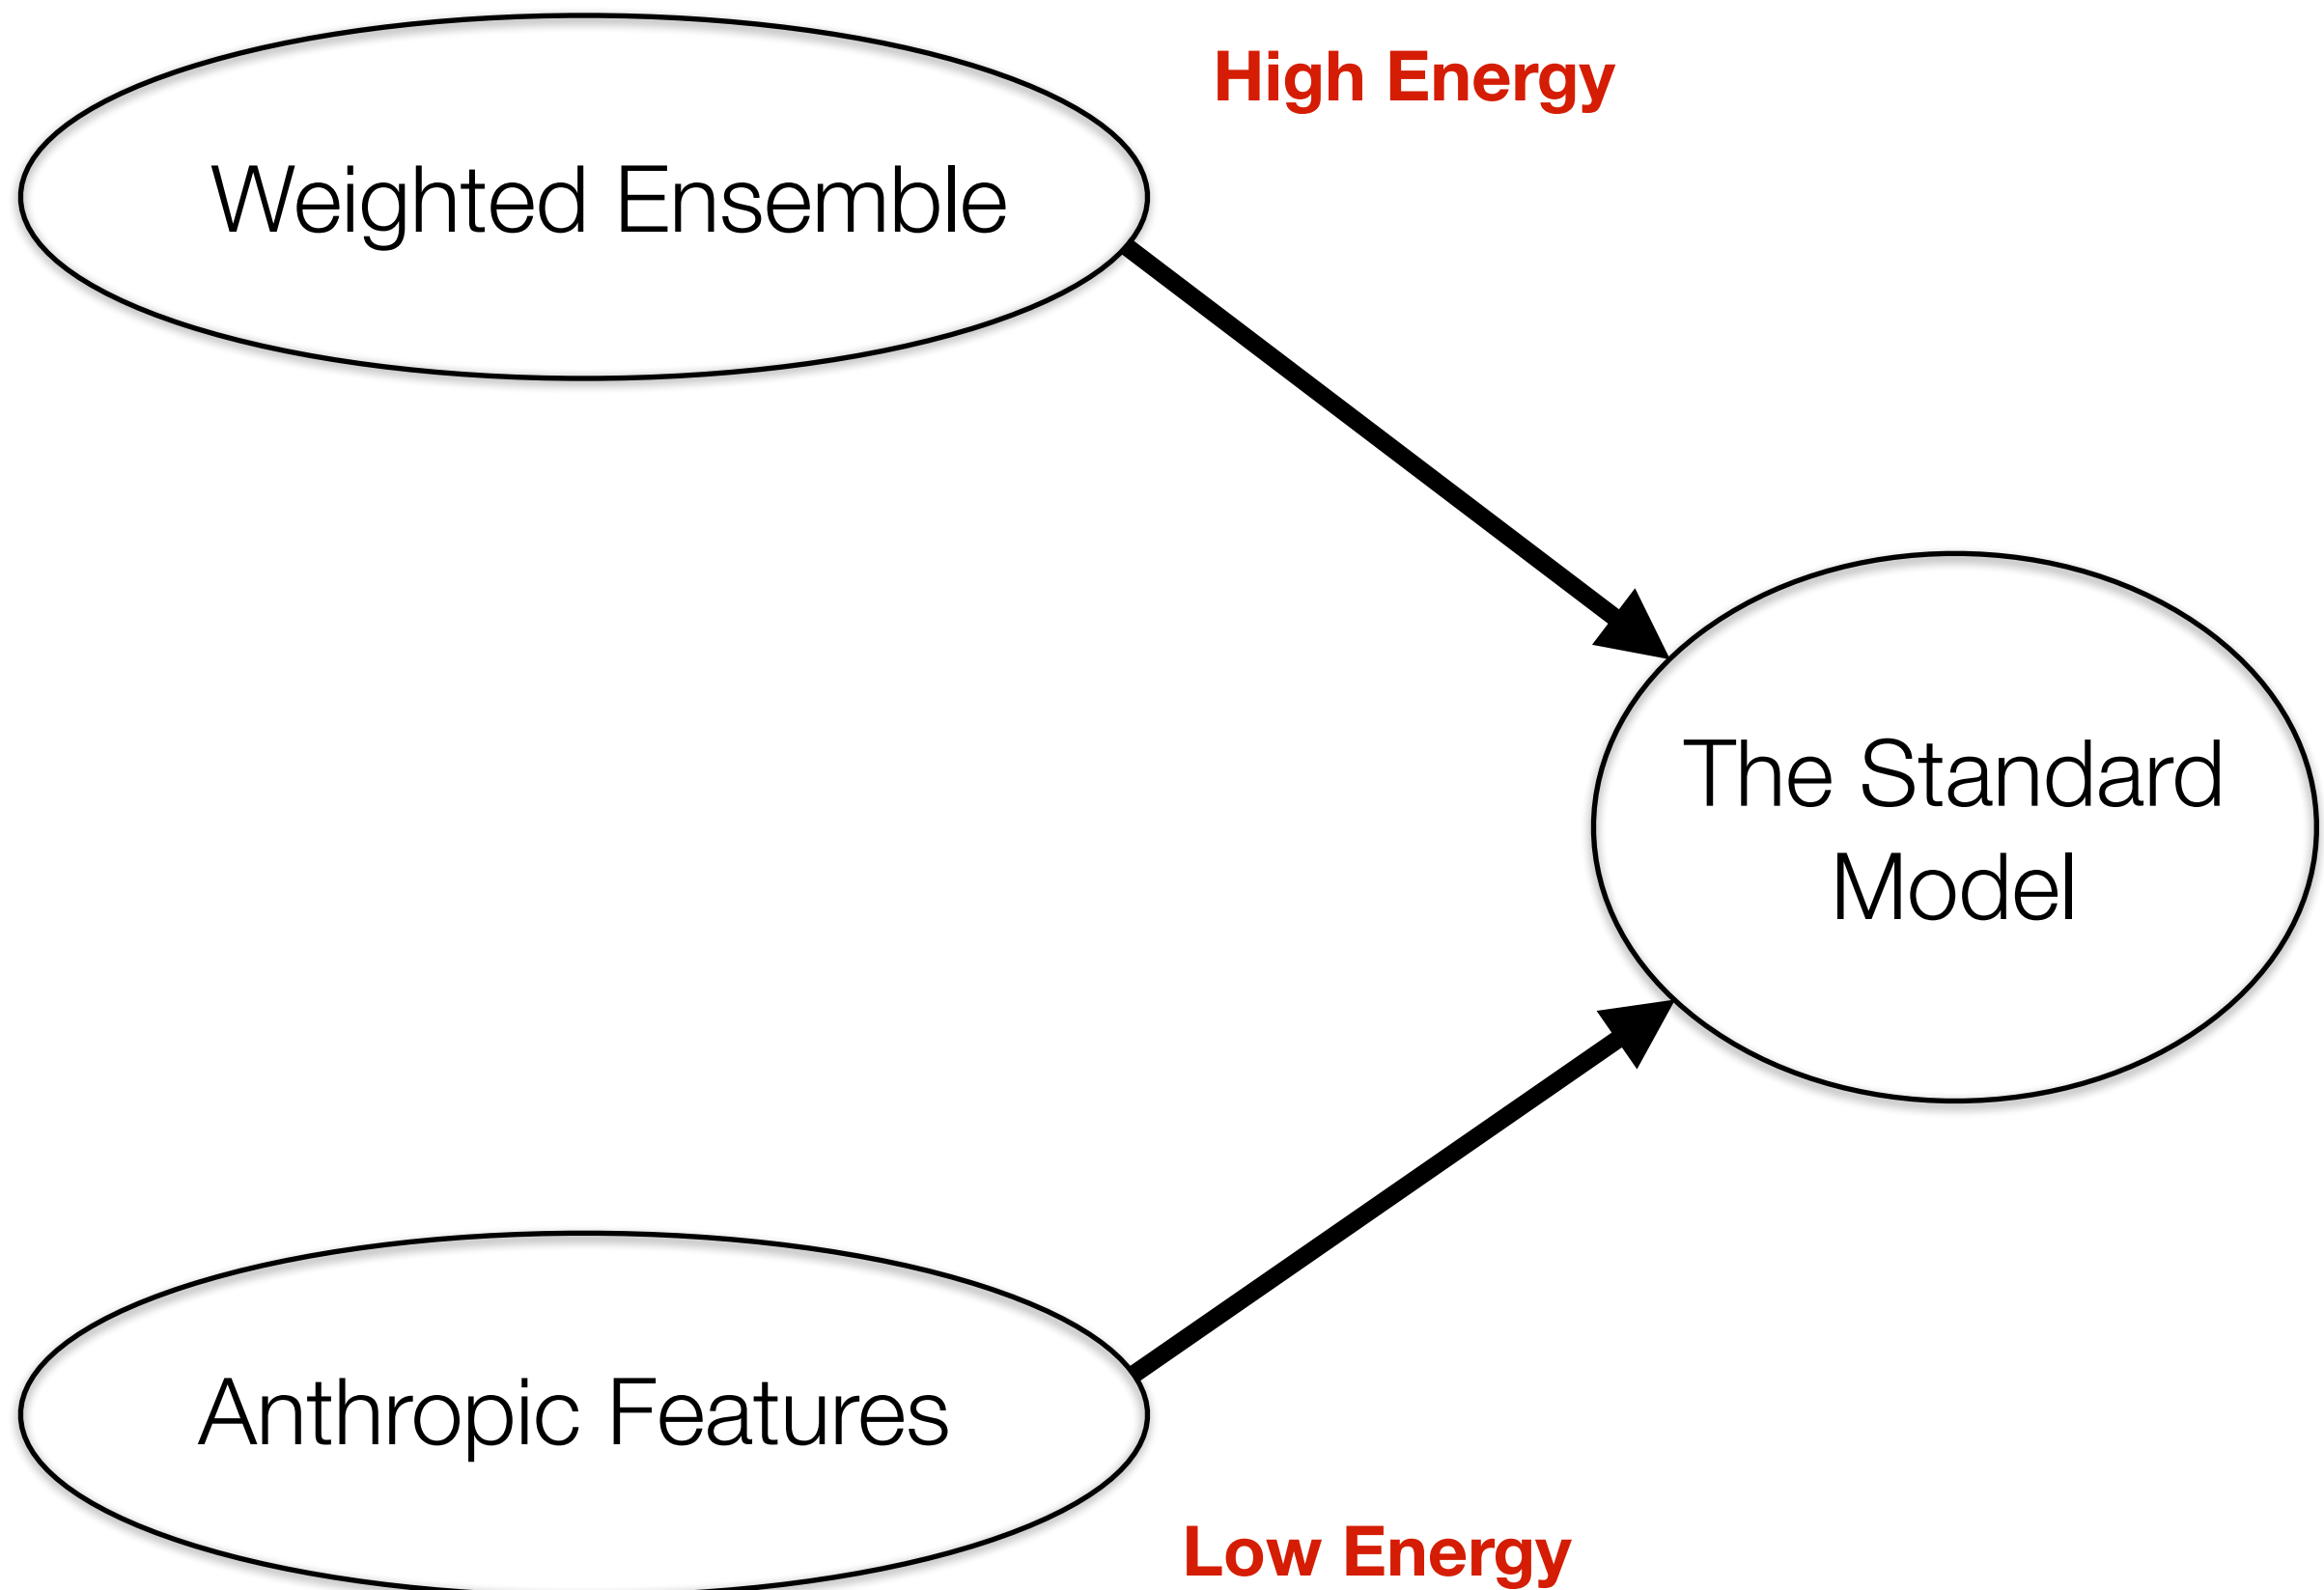 High Energy
Weighted Ensemble
The Standard
Model
Anthropic Features
Low Energy